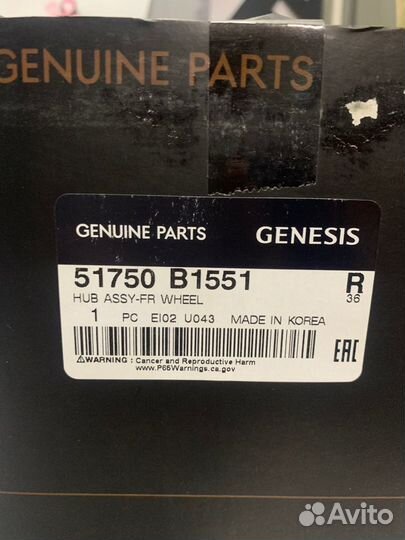 GENUINE PARTS
GENUINE PARTS GENESIS
51750 B1551 R
HUB ASSY-FR WHEEL 36
1 PC EI02 U043 MADE IN KOREA
EAC
⚠WARNING : Cancer and Reproductive Harm
www.P65Warnings.ca.gov
Avito